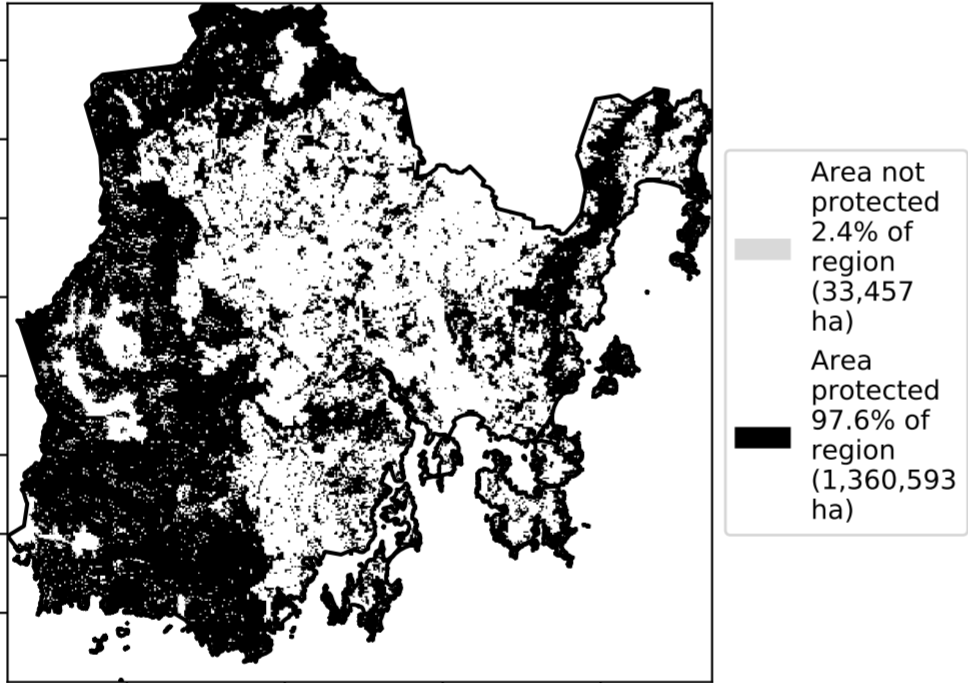 Area not
protected
2.4% of
region
(33,457
ha)
Area
protected
97.6% of
region
(1,360,593
ha)